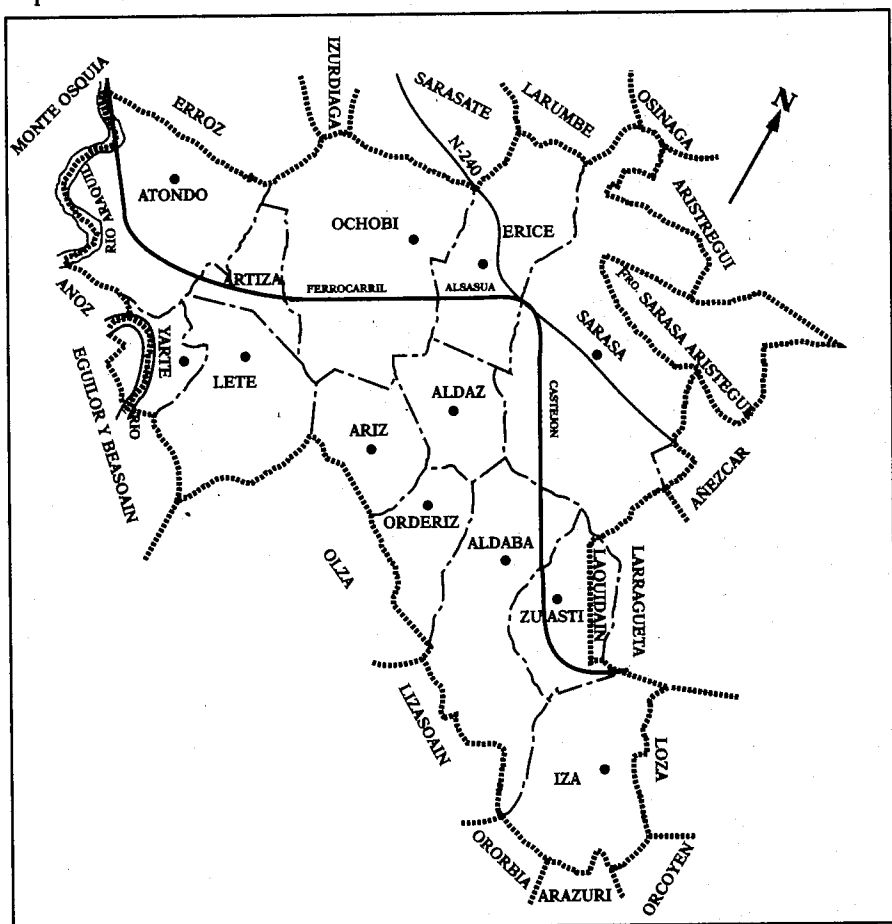 MONTE OSQUIA
ERROZ
IZURDIAGA
SARASATE
LARUMBE
OSINAGA
N
N-240
ARISTREGUI
RIO ARAQUIL
ATONDO
OCHOBI
ERICE
ARTIZA
FERROCARRIL
ALSASUA
FRO. SARASA ARISTEGUI
SARASA
ANOZ
YARTE
LETE
EGUILOR Y BEASOAIN
RIO
ALDAZ
CASTEJON
ARIZ
AÑEZCAR
ORDERIZ
ALDABA
OLZA
ZUASTI
LAQUIDAIN
LARRAGUETA
LIZASOAIN
IZA
LOZA
ORORBIA
ARAZURI
ORCOYEN